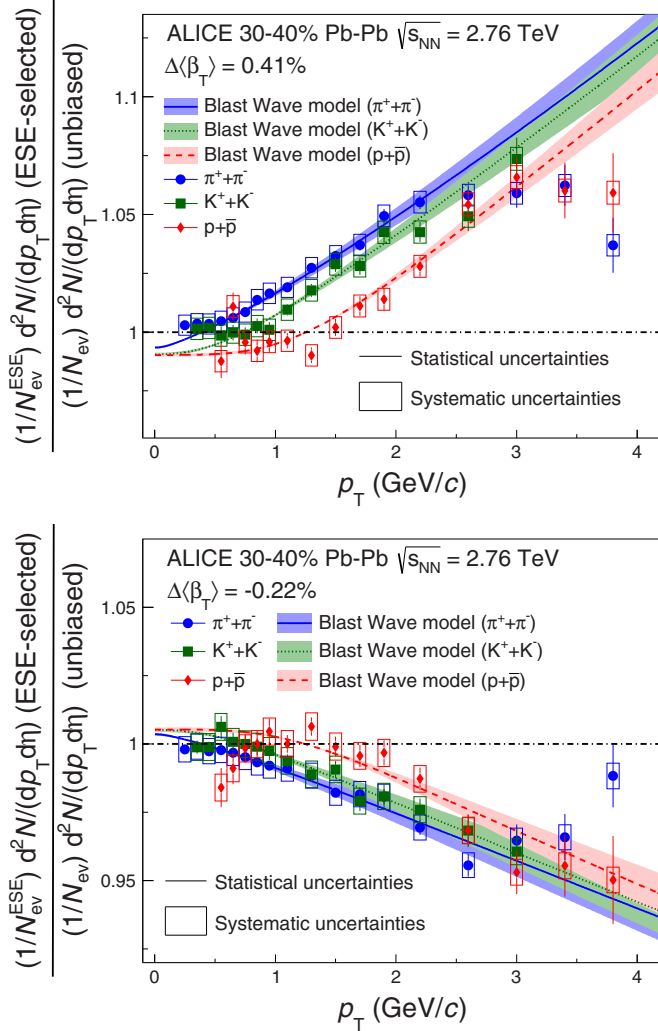 ALICE 30-40% Pb-Pb √sNN = 2.76 TeV
Δ⟨βT⟩ = 0.41%
Blast Wave model (π⁺+π⁻)
Blast Wave model (K⁺+K⁻)
Blast Wave model (p+p̅)
π⁺+π⁻
K⁺+K⁻
p+p̅
1.1
1.05
1
Statistical uncertainties
Systematic uncertainties
0 1 2 3 4
pT (GeV/c)
(1/NevESE) d²N/(dpTdη) (ESE-selected)
(1/Nev) d²N/(dpTdη) (unbiased)
ALICE 30-40% Pb-Pb √sNN = 2.76 TeV
Δ⟨βT⟩ = -0.22%
π⁺+π⁻ Blast Wave model (π⁺+π⁻)
K⁺+K⁻ Blast Wave model (K⁺+K⁻)
p+p̅ Blast Wave model (p+p̅)
1.05
1
0.95
Statistical uncertainties
Systematic uncertainties
0 1 2 3 4
pT (GeV/c)
(1/NevESE) d²N/(dpTdη) (ESE-selected)
(1/Nev) d²N/(dpTdη) (unbiased)